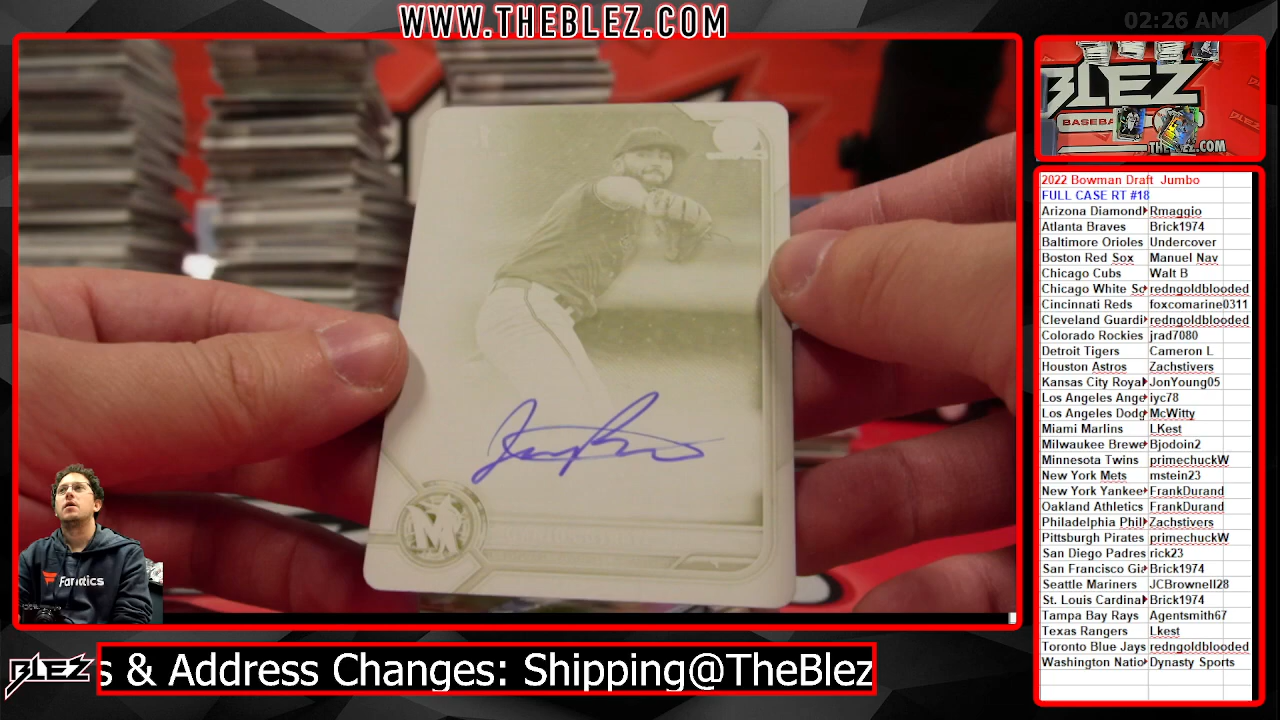 WWW.THEBLEZ.COM
02:26 AM
BLEZ
BASEBA
THEBLEZ.COM
2022 Bowman Draft Jumbo
FULL CASE RT #18
Arizona Diamond Rmaggio
Atlanta Braves Brick1974
Baltimore Orioles Undercover
Boston Red Sox Manuel Nav
Chicago Cubs Walt B
Chicago White So redngoldblooded
Cincinnati Reds foxcomarine0311
Cleveland Guardi redngoldblooded
Colorado Rockies jrad7080
Detroit Tigers Cameron L
Houston Astros Zachstivers
Kansas City Roya JonYoung05
Los Angeles Ange iyc78
Los Angeles Dodg McWitty
Miami Marlins LKest
Milwaukee Brewe Bjodoin2
Minnesota Twins primechuckW
New York Mets mstein23
New York Yankee FrankDurand
Oakland Athletics FrankDurand
Philadelphia Phil Zachstivers
Pittsburgh Pirates primechuckW
San Diego Padres rick23
San Francisco Gia Brick1974
Seattle Mariners JCBrownell28
St. Louis Cardinal Brick1974
Tampa Bay Rays Agentsmith67
Texas Rangers Lkest
Toronto Blue Jays redngoldblooded
Washington Natio Dynasty Sports
M
Fanatics
BLEZ
s & Address Changes: Shipping@TheBlez